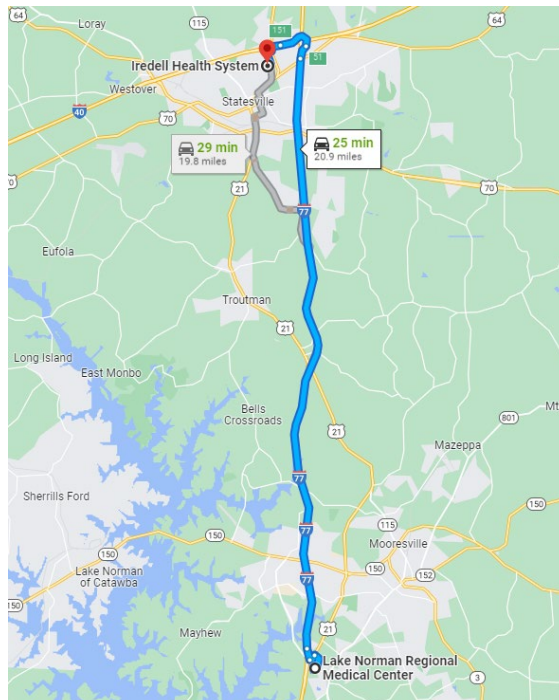 64
Loray
151
64
Iredell Health System
51
Westover
Statesville
40
70
29 min
19.8 miles
25 min
20.9 miles
21
70
77
Eufola
Troutman
21
Long Island
East Monbo
Bells
Crossroads
Mt
801
21
Mazeppa
77
Sherrills Ford
150
115
77
150
Mooresville
150
Lake Norman
of Catawba
77
152
150
Mayhew
21
115
Lake Norman Regional
Medical Center
3